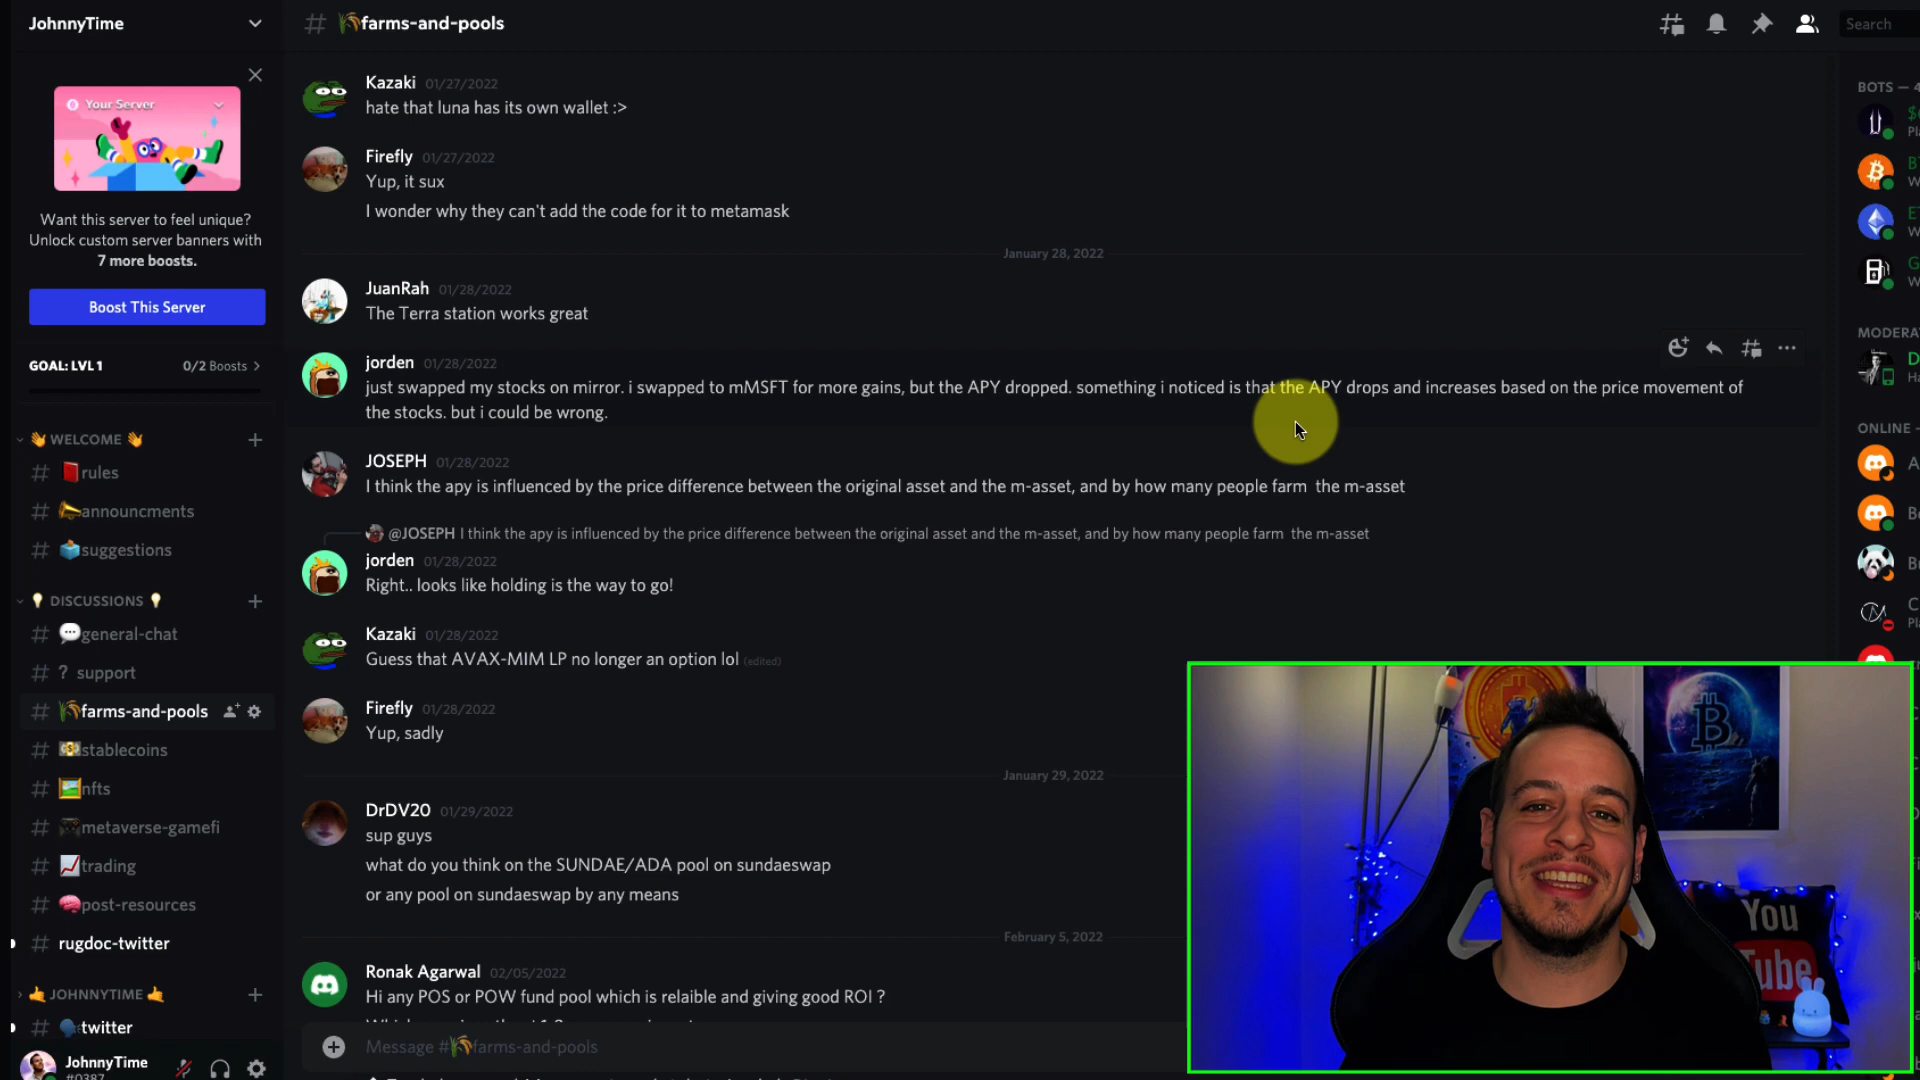 JohnnyTime
Your Server
Want this server to feel unique?
Unlock custom server banners with
7 more boosts.
Boost This Server
GOAL: LVL 1
0/2 Boosts
WELCOME
rules
announcments
suggestions
DISCUSSIONS
general-chat
? support
farms-and-pools
stablecoins
nfts
metaverse-gamefi
trading
post-resources
rugdoc-twitter
JOHNNYTIME
twitter
JohnnyTime
#0387
farms-and-pools
Search
Kazaki 01/27/2022
hate that luna has its own wallet :>
Firefly 01/27/2022
Yup, it sux
I wonder why they can't add the code for it to metamask
January 28, 2022
JuanRah 01/28/2022
The Terra station works great
jorden 01/28/2022
just swapped my stocks on mirror. i swapped to mMSFT for more gains, but the APY dropped. something i noticed is that the APY drops and increases based on the price movement of
the stocks. but i could be wrong.
JOSEPH 01/28/2022
I think the apy is influenced by the price difference between the original asset and the m-asset, and by how many people farm the m-asset
@JOSEPH I think the apy is influenced by the price difference between the original asset and the m-asset, and by how many people farm the m-asset
jorden 01/28/2022
Right.. looks like holding is the way to go!
Kazaki 01/28/2022
Guess that AVAX-MIM LP no longer an option lol (edited)
Firefly 01/28/2022
Yup, sadly
January 29, 2022
DrDV20 01/29/2022
sup guys
what do you think on the SUNDAE/ADA pool on sundaeswap
or any pool on sundaeswap by any means
February 5, 2022
Ronak Agarwal 02/05/2022
Hi any POS or POW fund pool which is relaible and giving good ROI ?
Message #farms-and-pools
BOTS — 4
MODERA
ONLINE –
You
Tube